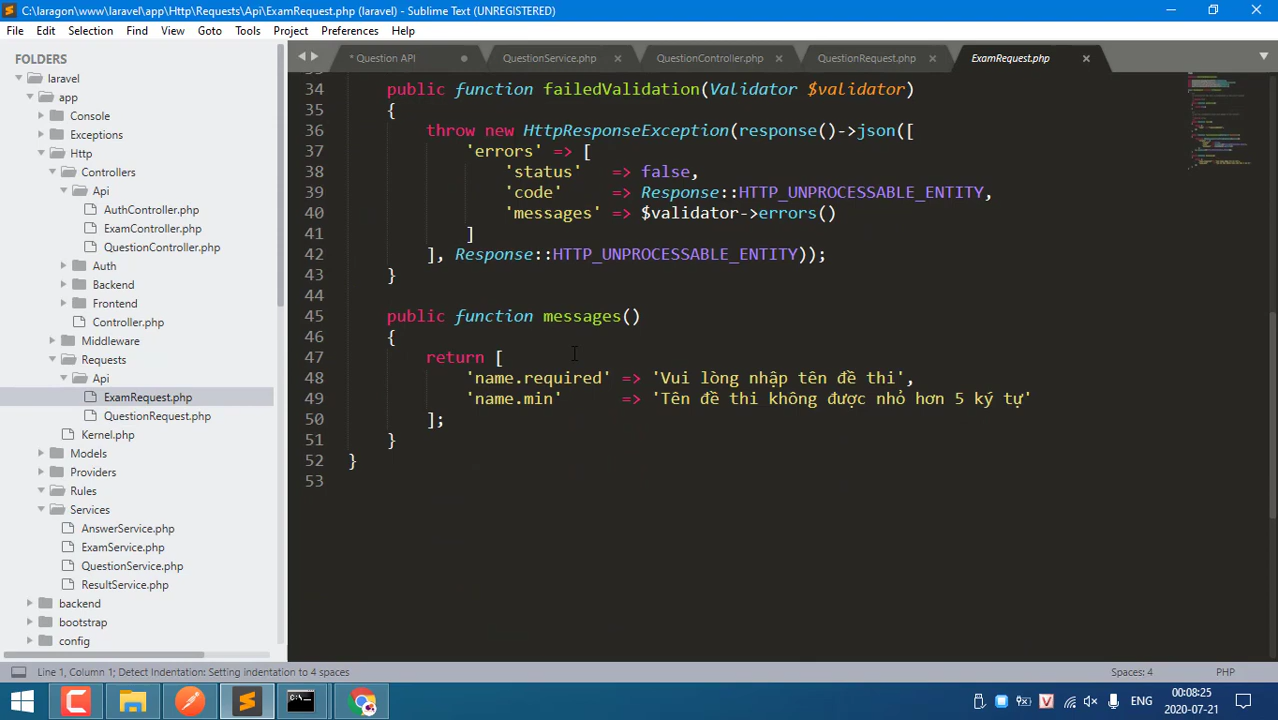 C:\laragon\www\laravel\app\Http\Requests\Api\ExamRequest.php (laravel) - Sublime Text (UNREGISTERED)
File Edit Selection Find View Goto Tools Project Preferences Help
FOLDERS
laravel
app
Console
Exceptions
Http
Controllers
Api
AuthController.php
ExamController.php
QuestionController.php
Auth
Backend
Frontend
Controller.php
Middleware
Requests
Api
ExamRequest.php
QuestionRequest.php
Kernel.php
Models
Providers
Rules
Services
AnswerService.php
ExamService.php
QuestionService.php
ResultService.php
backend
bootstrap
config
* Question API QuestionService.php QuestionController.php QuestionRequest.php ExamRequest.php
34 public function failedValidation(Validator $validator)
35 {
36 throw new HttpResponseException(response()->json([
37 'errors' => [
38 'status' => false,
39 'code' => Response::HTTP_UNPROCESSABLE_ENTITY,
40 'messages' => $validator->errors()
41 ]
42 ], Response::HTTP_UNPROCESSABLE_ENTITY));
43 }
44
45 public function messages()
46 {
47 return [
48 'name.required' => 'Vui lòng nhập tên đề thi',
49 'name.min' => 'Tên đề thi không được nhỏ hơn 5 ký tự'
50 ];
51 }
52 }
53
Line 1, Column 1; Detect Indentation: Setting indentation to 4 spaces Spaces: 4 PHP
ENG 00:08:25
2020-07-21